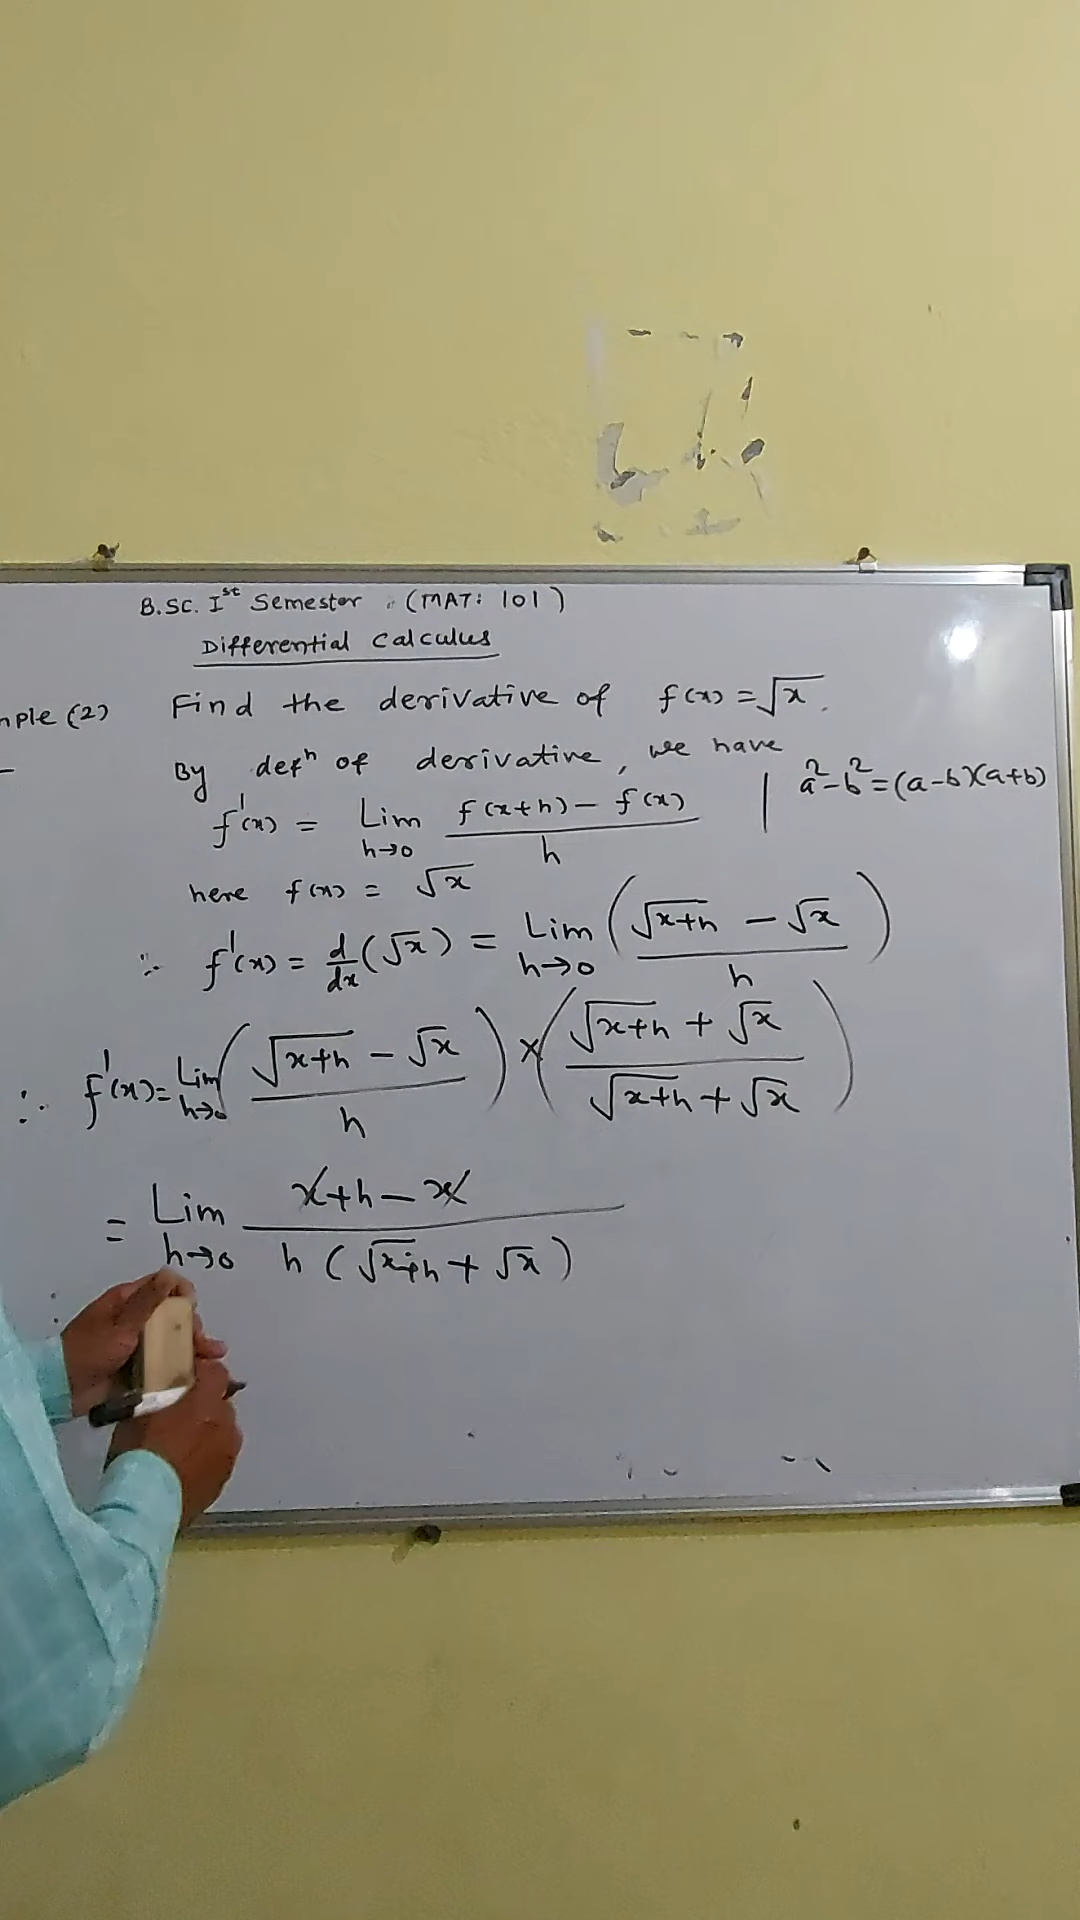 B.SC. Iˢᵗ Semester. (MAT: 101)
Differential Calculus
mple (2) Find the derivative of f(x) = √x.
By defⁿ of derivative, we have
f'(x) = Lim h→0 (f(x+h) − f(x))/h | a²−b² = (a−b)(a+b)
here f(x) = √x
∴ f'(x) = d/dx (√x) = Lim h→0 ((√x+h − √x)/h)
∴ f'(x) = Lim h→0 ((√x+h − √x)/h) × ((√x+h + √x)/(√x+h + √x))
= Lim h→0 (x+h − x)/(h (√x+h + √x))